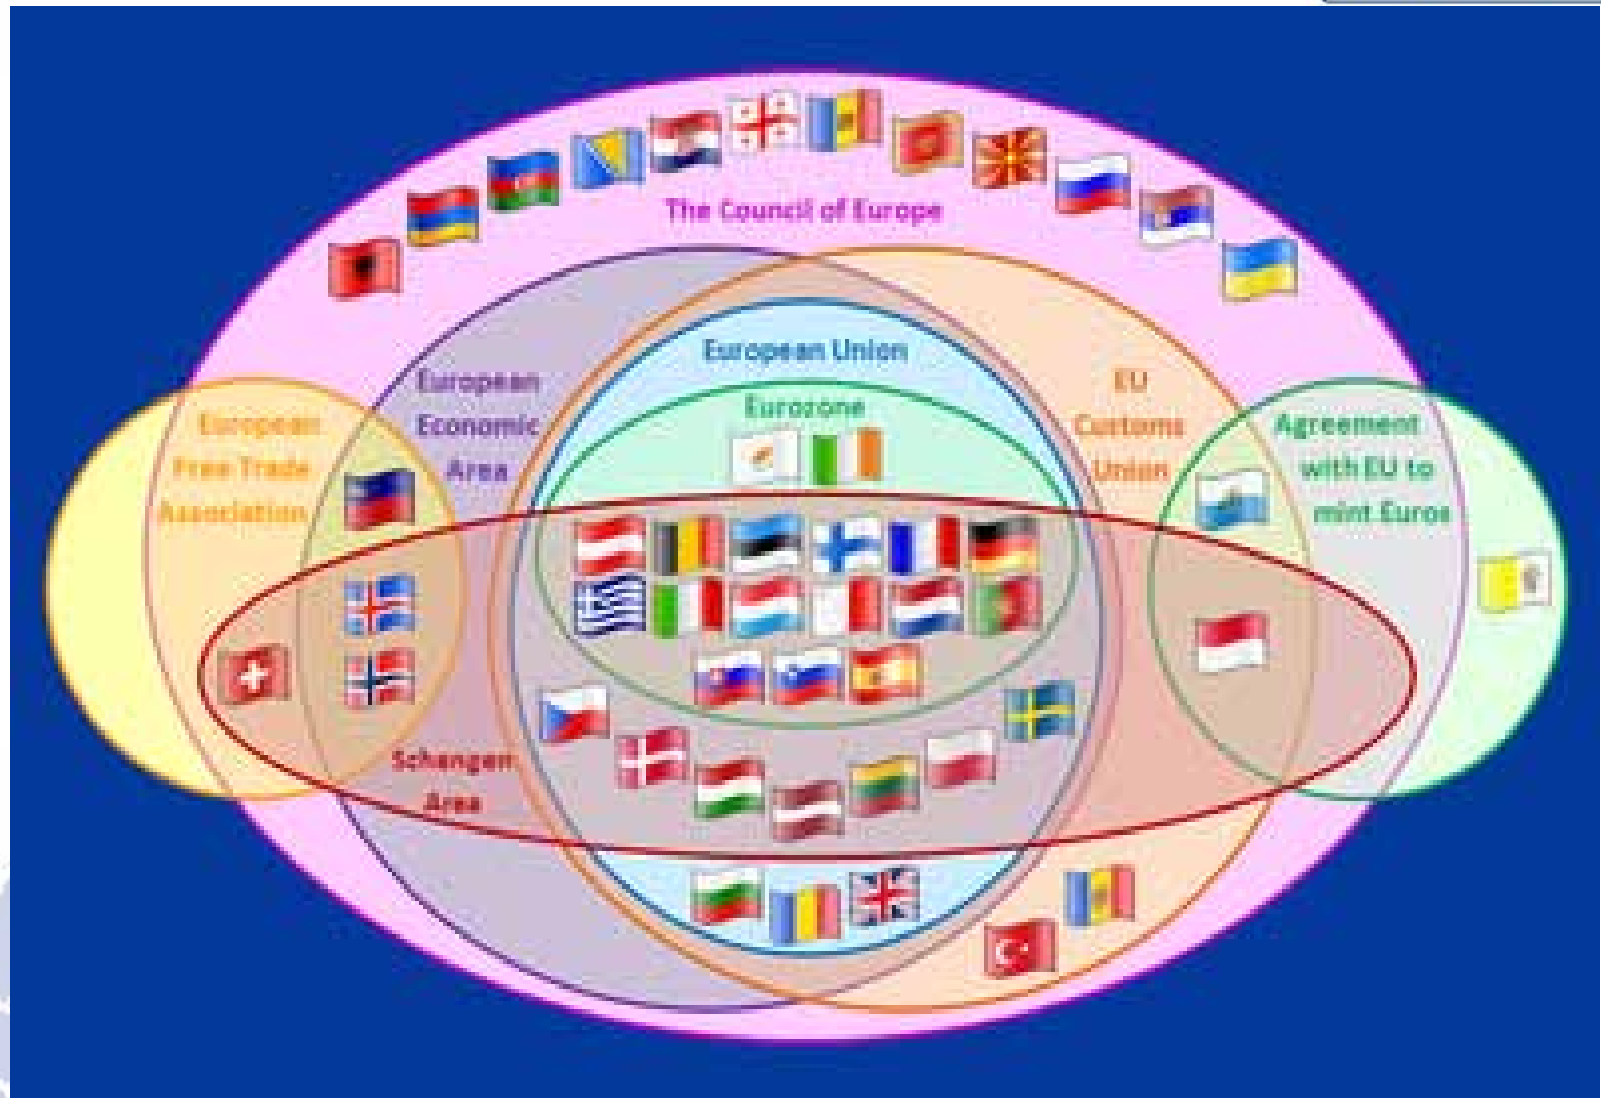 The Council of Europe
European Union
Eurozone
European
Economic
Area
EU
Customs
Union
European
Free Trade
Association
Agreement
with EU to
mint Euros
Schengen
Area